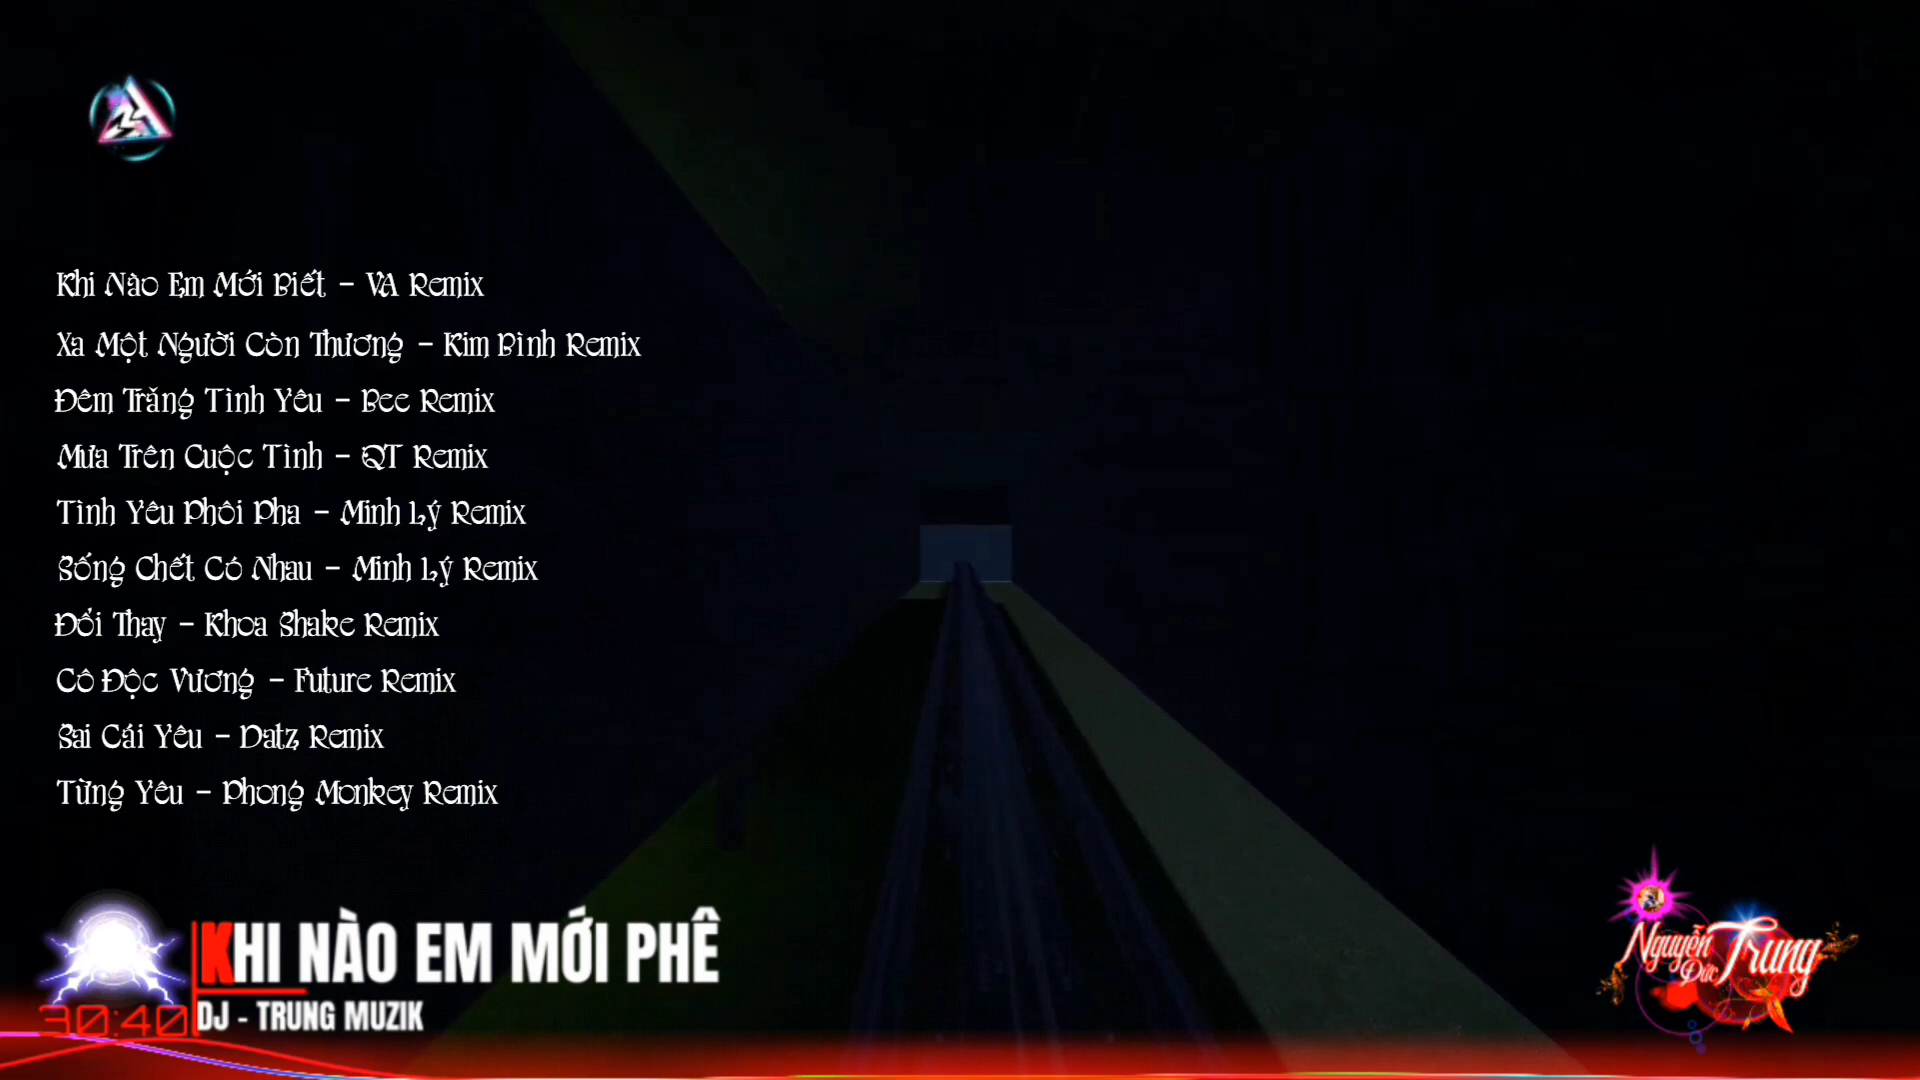 Khi Nào Em Mới Biết - VA Remix
Xa Một Người Còn Thương - Kim Bình Remix
Đêm Trắng Tình Yêu - Bee Remix
Mưa Trên Cuộc Tình - QT Remix
Tình Yêu Phôi Pha - Minh Lý Remix
Sống Chết Có Nhau - Minh Lý Remix
Đổi Thay - Khoa Shake Remix
Cô Độc Vương - Future Remix
Sai Cái Yêu - Datz Remix
Từng Yêu - Phong Monkey Remix
KHI NÀO EM MỚI PHÊ
DJ - TRUNG MUZIK
30:40
Nguyễn Đức Trung